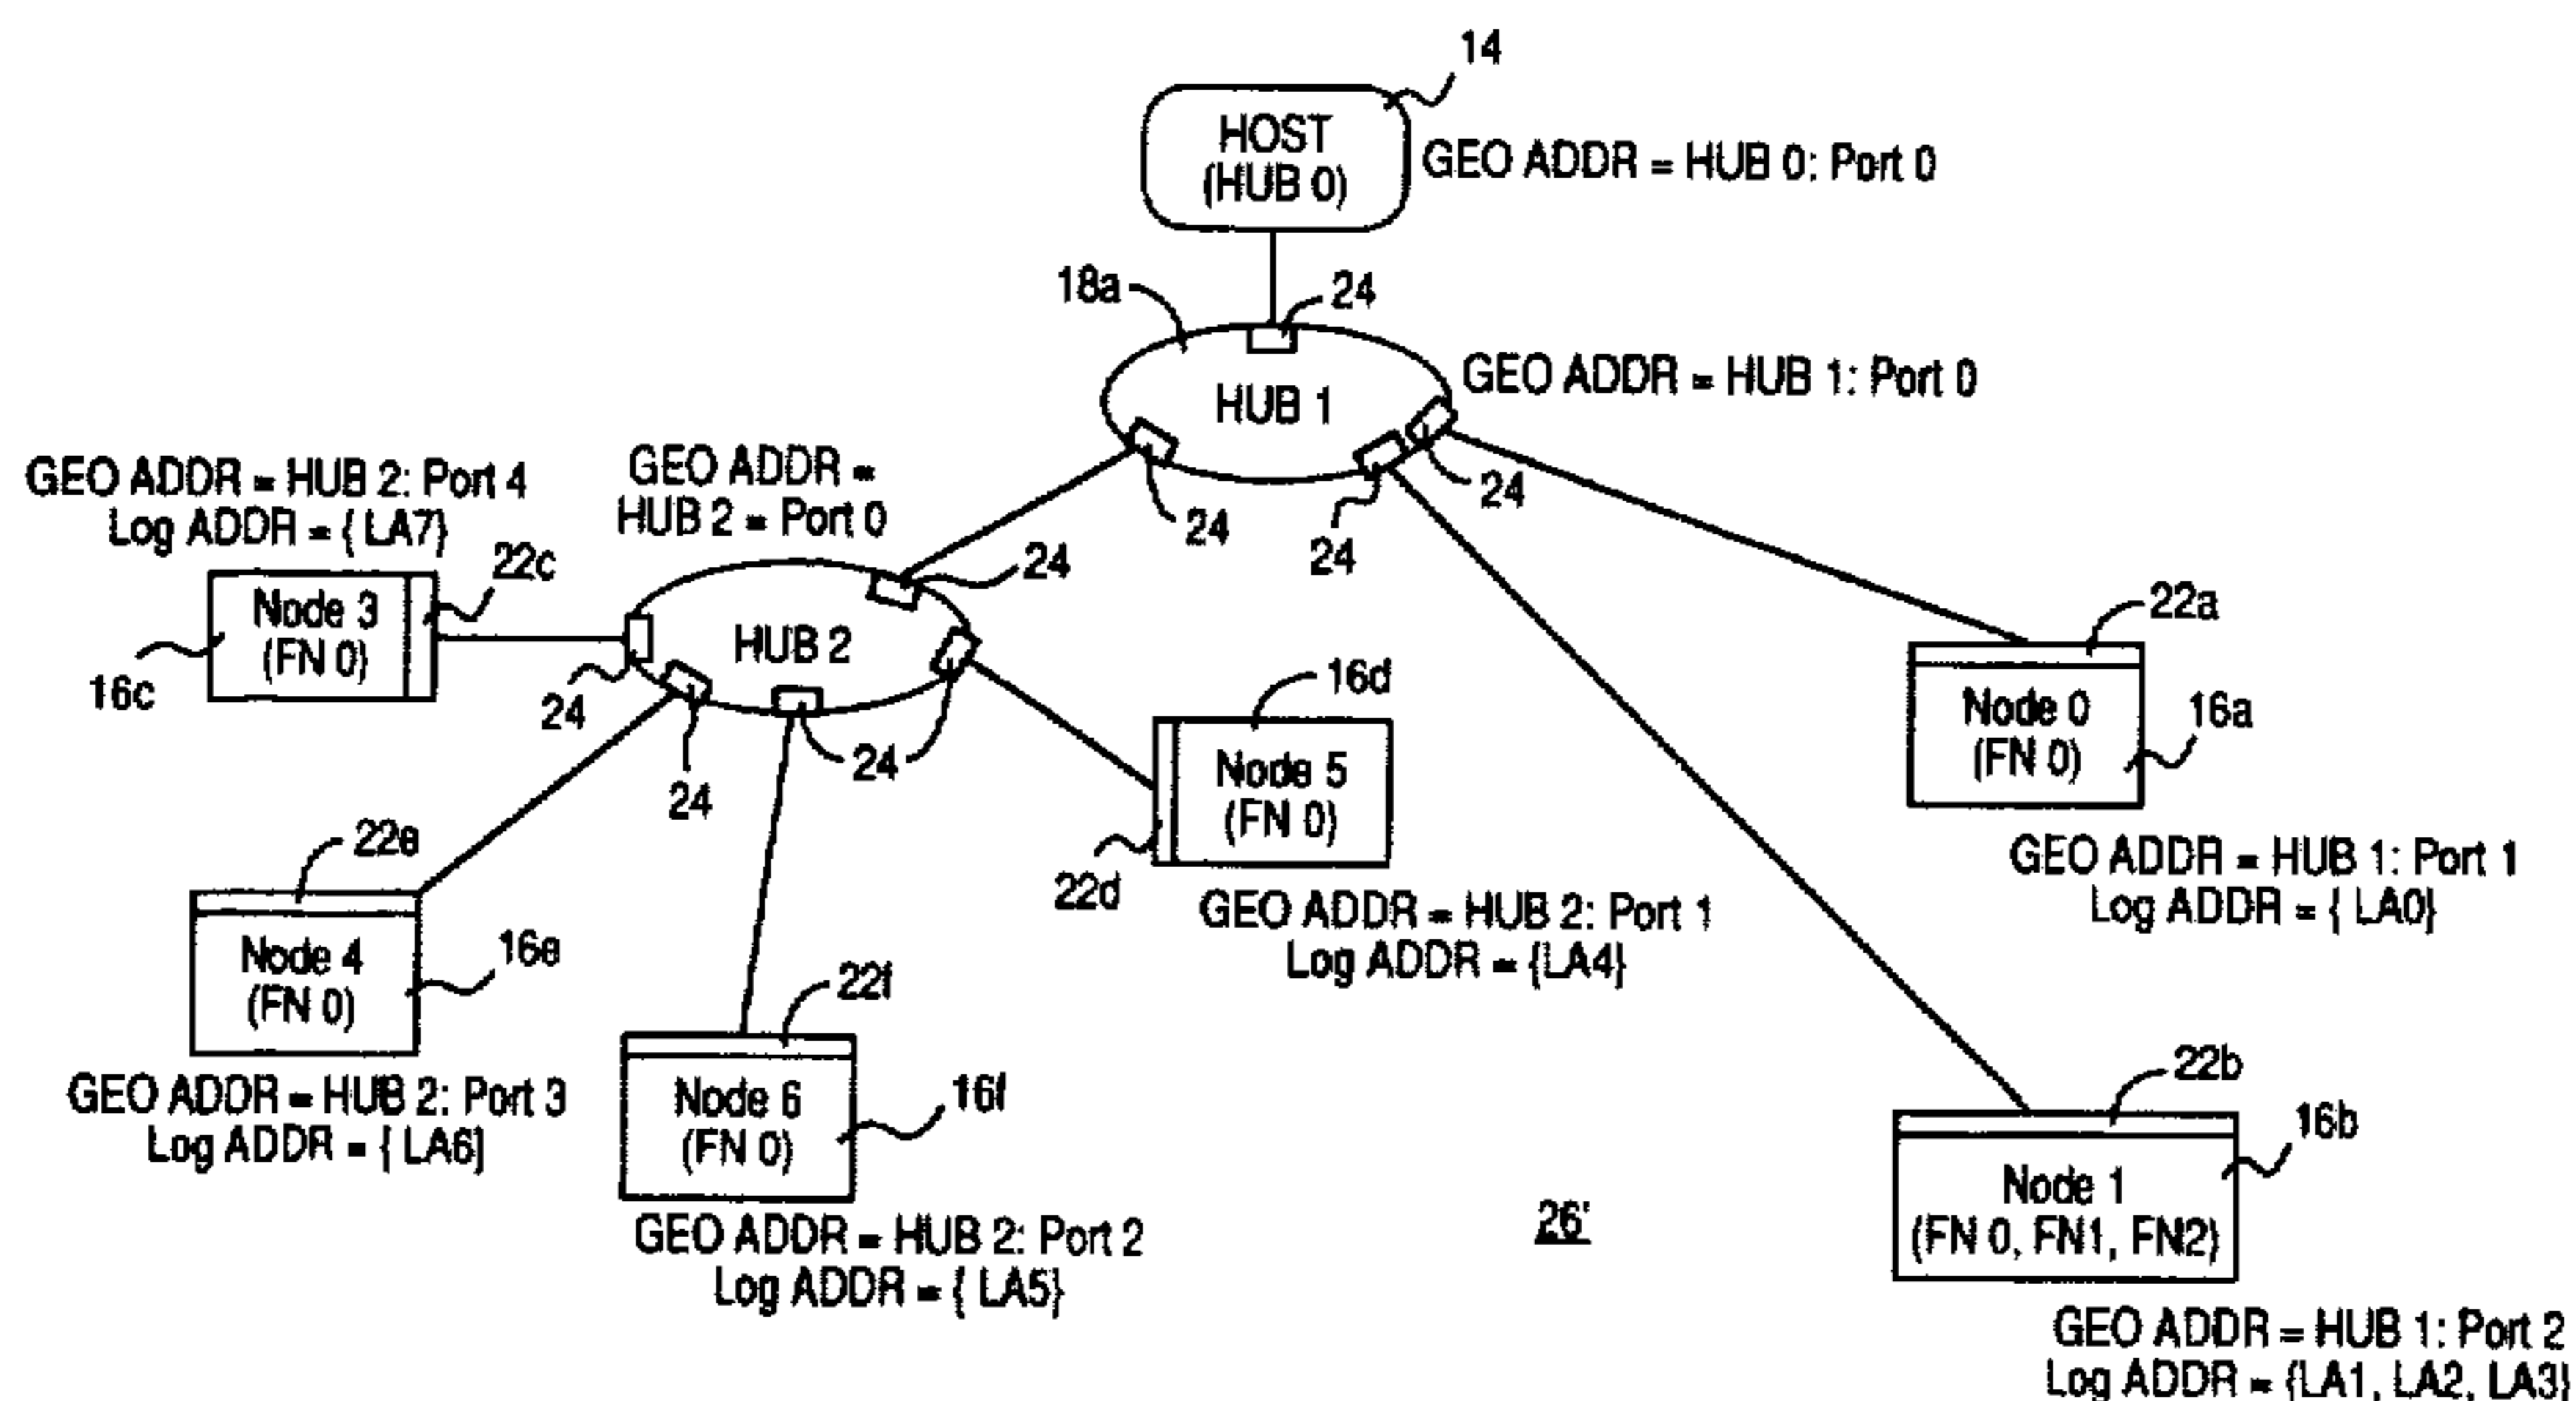 14
HOST
(HUB 0)
GEO ADDR = HUB 0: Port 0
18a
24
HUB 1
GEO ADDR = HUB 1: Port 0
24
24
24
GEO ADDR =
HUB 2 = Port 0
GEO ADDR = HUB 2: Port 4
Log ADDR = { LA7}
22c
Node 3
(FN 0)
16c
24
HUB 2
24
24
24
22a
Node 0
(FN 0)
16a
GEO ADDR = HUB 1: Port 1
Log ADDR = { LA0}
16d
Node 5
(FN 0)
22d
GEO ADDR = HUB 2: Port 1
Log ADDR = {LA4}
22e
Node 4
(FN 0)
16e
GEO ADDR = HUB 2: Port 3
Log ADDR = { LA6]
22f
Node 6
(FN 0)
16f
GEO ADDR = HUB 2: Port 2
Log ADDR = { LA5}
26'
22b
16b
Node 1
(FN 0, FN1, FN2)
GEO ADDR = HUB 1: Port 2
Log ADDR = {LA1, LA2, LA3}